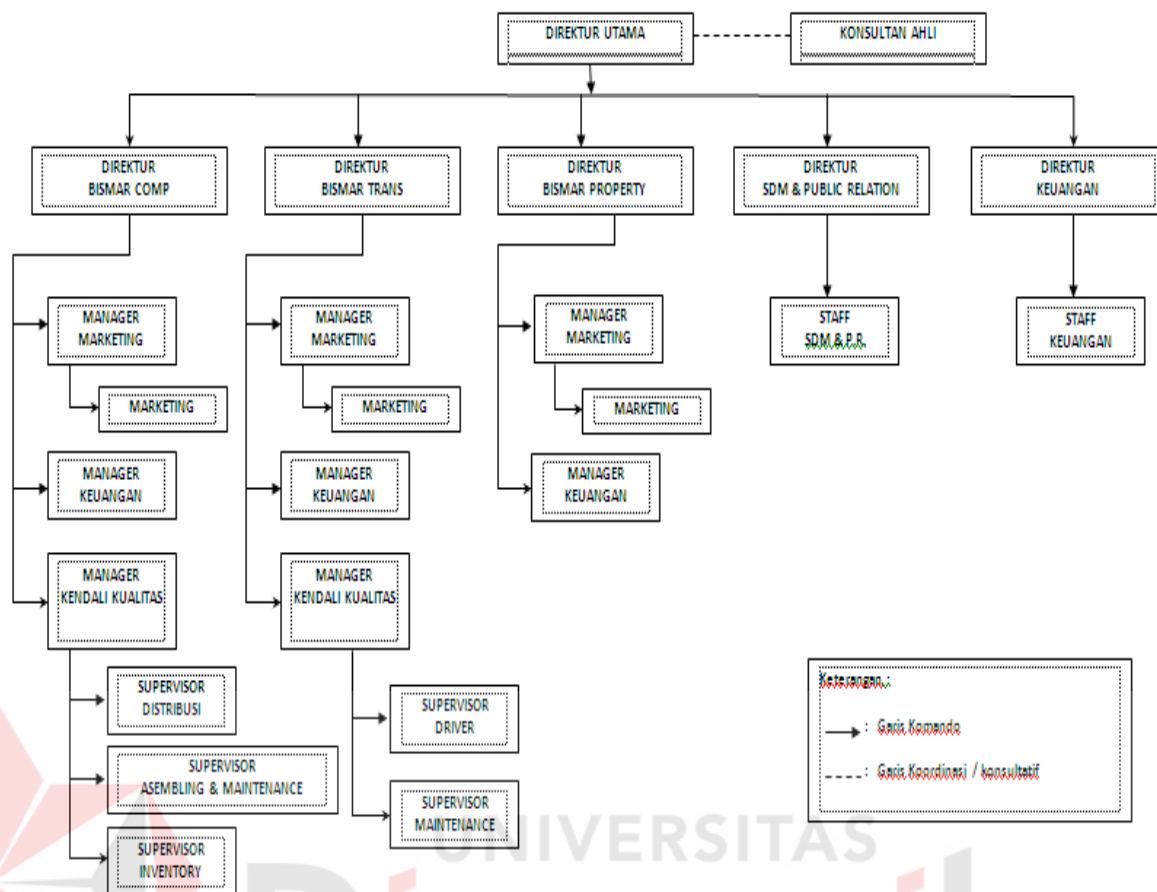 DIREKTUR UTAMA
KONSULTAN AHLI
DIREKTUR
BISMAR COMP
DIREKTUR
BISMAR TRANS
DIREKTUR
BISMAR PROPERTY
DIREKTUR
SDM & PUBLIC RELATION
DIREKTUR
KEUANGAN
MANAGER
MARKETING
MANAGER
MARKETING
MANAGER
MARKETING
STAFF
SDM & P.R.
STAFF
KEUANGAN
MARKETING
MARKETING
MARKETING
MANAGER
KEUANGAN
MANAGER
KEUANGAN
MANAGER
KEUANGAN
MANAGER
KENDALI KUALITAS
MANAGER
KENDALI KUALITAS
SUPERVISOR
DISTRIBUSI
SUPERVISOR
DRIVER
SUPERVISOR
ASEMBLING & MAINTENANCE
SUPERVISOR
MAINTENANCE
SUPERVISOR
INVENTORY
Keterangan :
: Garis Komando
: Garis Koordinasi / konsultatif
UNIVERSITAS